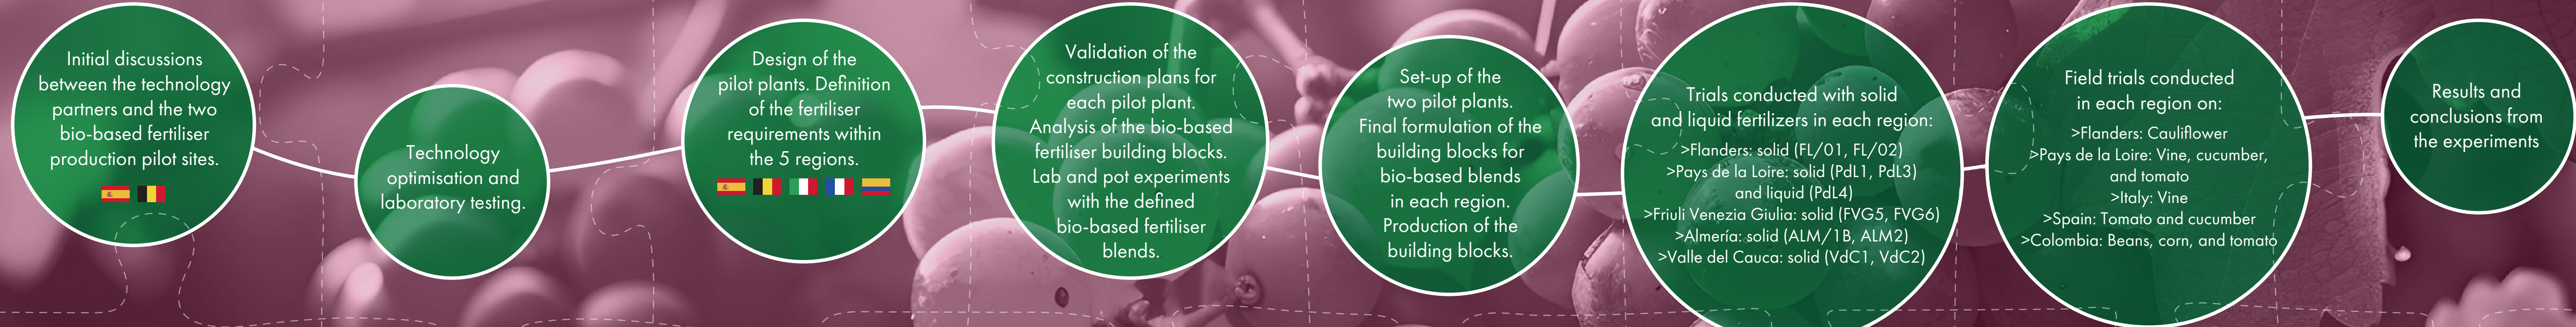 Initial discussions
between the technology
partners and the two
bio-based fertiliser
production pilot sites.
Technology
optimisation and
laboratory testing.
Design of the
pilot plants. Definition
of the fertiliser
requirements within
the 5 regions.
Validation of the
construction plans for
each pilot plant.
Analysis of the bio-based
fertiliser building blocks.
Lab and pot experiments
with the defined
bio-based fertiliser
blends.
Set-up of the
two pilot plants.
Final formulation of the
building blocks for
bio-based blends
in each region.
Production of the
building blocks.
Trials conducted with solid
and liquid fertilizers in each region:
>Flanders: solid (FL/01, FL/02)
>Pays de la Loire: solid (PdL1, PdL3)
and liquid (PdL4)
>Friuli Venezia Giulia: solid (FVG5, FVG6)
>Almería: solid (ALM/1B, ALM2)
>Valle del Cauca: solid (VdC1, VdC2)
Field trials conducted
in each region on:
>Flanders: Cauliflower
>Pays de la Loire: Vine, cucumber,
and tomato
>Italy: Vine
>Spain: Tomato and cucumber
>Colombia: Beans, corn, and tomato
Results and
conclusions from
the experiments